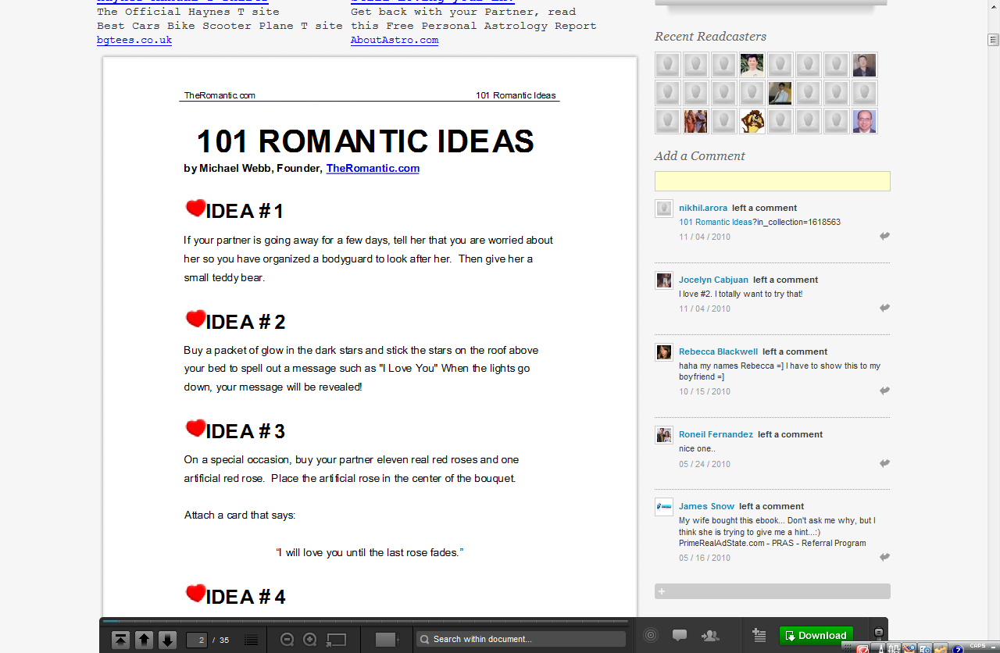 The Official Haynes T site
Best Cars Bike Scooter Plane T site
bgtees.co.uk
Get back with your Partner, read
this Free Personal Astrology Report
AboutAstro.com
TheRomantic.com
101 Romantic Ideas
101 ROMANTIC IDEAS
by Michael Webb, Founder, TheRomantic.com
IDEA # 1
If your partner is going away for a few days, tell her that you are worried about
her so you have organized a bodyguard to look after her. Then give her a
small teddy bear.
IDEA # 2
Buy a packet of glow in the dark stars and stick the stars on the roof above
your bed to spell out a message such as "I Love You" When the lights go
down, your message will be revealed!
IDEA # 3
On a special occasion, buy your partner eleven real red roses and one
artificial red rose. Place the artificial rose in the center of the bouquet.
Attach a card that says:
“I will love you until the last rose fades.”
IDEA # 4
2 / 35
Search within document...
Download
Recent Readcasters
Add a Comment
nikhil.arora left a comment
101 Romantic Ideas?in_collection=1618563
11 / 04 / 2010
Jocelyn Cabjuan left a comment
I love #2. I totally want to try that!
11 / 04 / 2010
Rebecca Blackwell left a comment
haha my names Rebecca =] I have to show this to my
boyfriend =]
10 / 15 / 2010
Roneil Fernandez left a comment
nice one..
05 / 24 / 2010
James Snow left a comment
My wife bought this ebook... Don't ask me why, but I
think she is trying to give me a hint...:)
PrimeRealAdState.com - PRAS - Referral Program
05 / 16 / 2010
CAPS